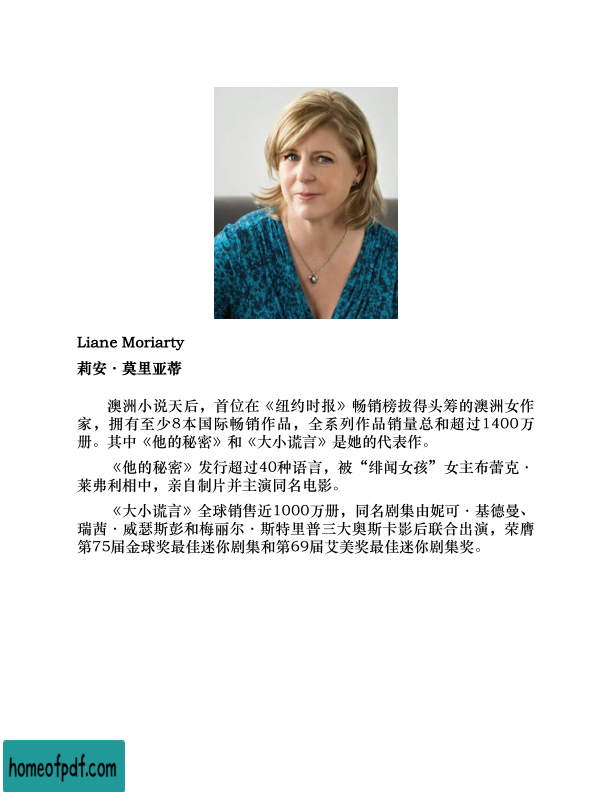 Liane Moriarty
莉安·莫里亚蒂
澳洲小说天后，首位在《纽约时报》畅销榜拔得头筹的澳洲女作
家，拥有至少8本国际畅销作品，全系列作品销量总和超过1400万
册。其中《他的秘密》和《大小谎言》是她的代表作。
《他的秘密》发行超过40种语言，被“绯闻女孩”女主布蕾克·
莱弗利相中，亲自制片并主演同名电影。
《大小谎言》全球销售近1000万册，同名剧集由妮可·基德曼、
瑞茜·威瑟斯彭和梅丽尔·斯特里普三大奥斯卡影后联合出演，荣膺
第75届金球奖最佳迷你剧集和第69届艾美奖最佳迷你剧集奖。
homeofpdf.com